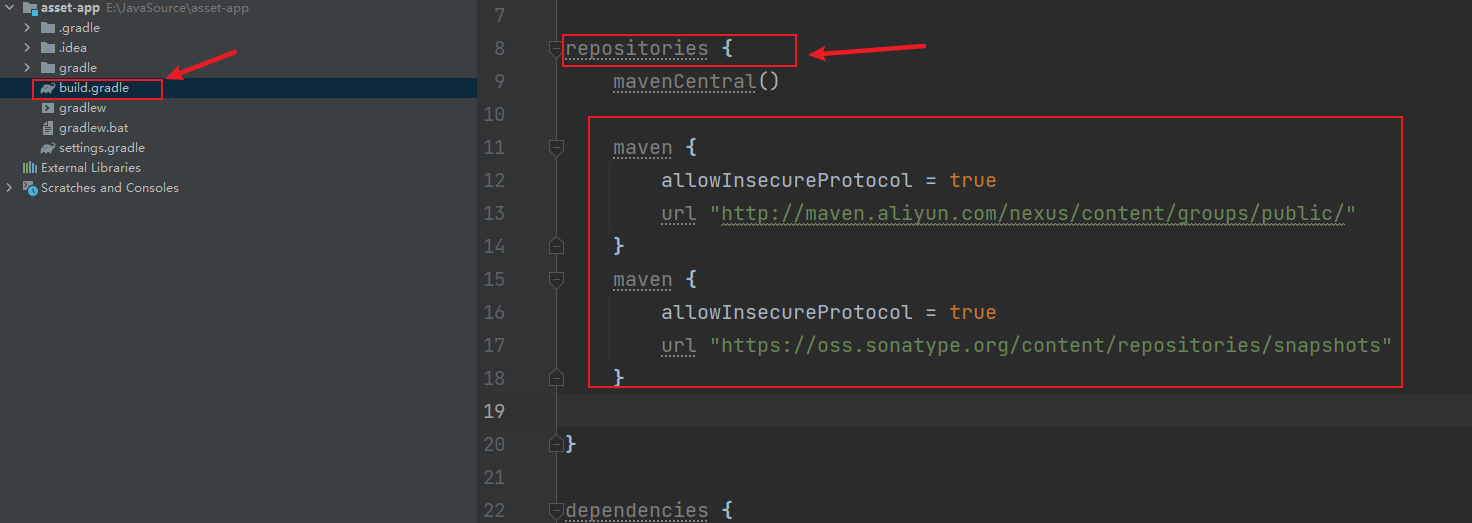 asset-app E:\JavaSource\asset-app
.gradle
.idea
gradle
build.gradle
gradlew
gradlew.bat
settings.gradle
External Libraries
Scratches and Consoles
7
8 repositories {
9 mavenCentral()
10
11 maven {
12 allowInsecureProtocol = true
13 url "http://maven.aliyun.com/nexus/content/groups/public/"
14 }
15 maven {
16 allowInsecureProtocol = true
17 url "https://oss.sonatype.org/content/repositories/snapshots"
18 }
19
20 }
21
22 dependencies {